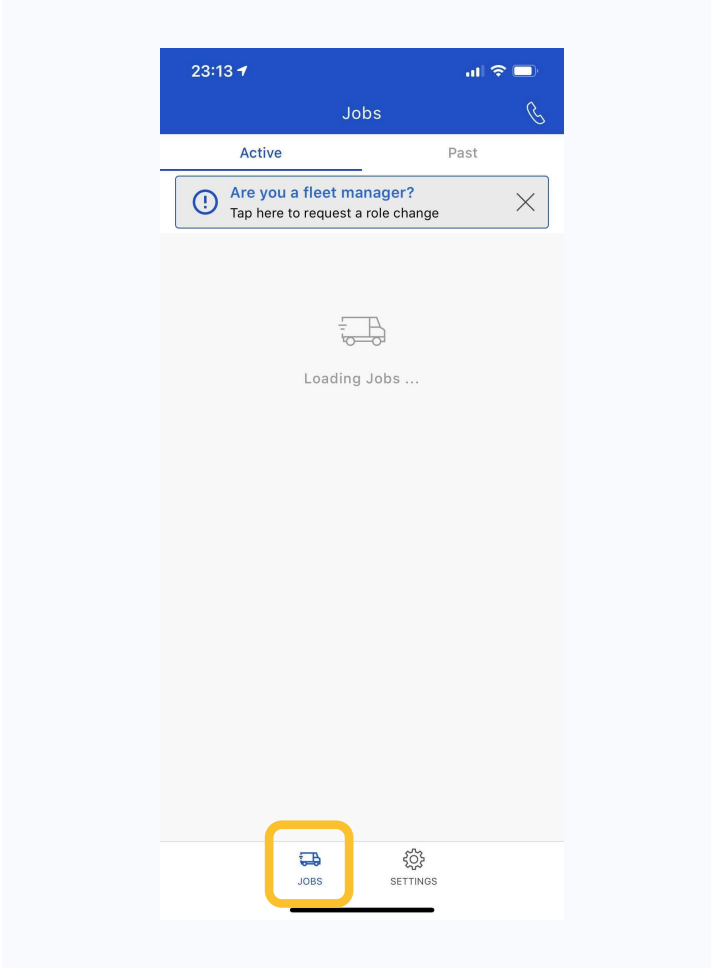 23:13
Jobs
Active
Past
Are you a fleet manager?
Tap here to request a role change
Loading Jobs ...
JOBS
SETTINGS